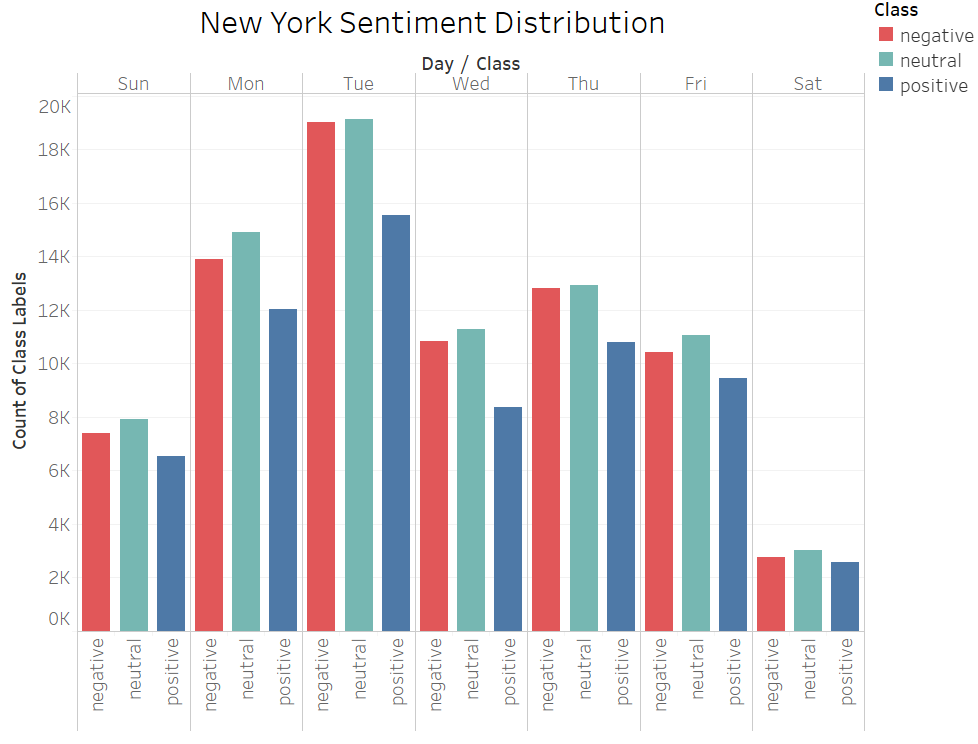 New York Sentiment Distribution
Class
negative
neutral
positive
Day / Class
Sun Mon Tue Wed Thu Fri Sat
20K
18K
16K
14K
12K
10K
8K
6K
4K
2K
0K
Count of Class Labels
negative neutral positive negative neutral positive negative neutral positive negative neutral positive negative neutral positive negative neutral positive negative neutral positive